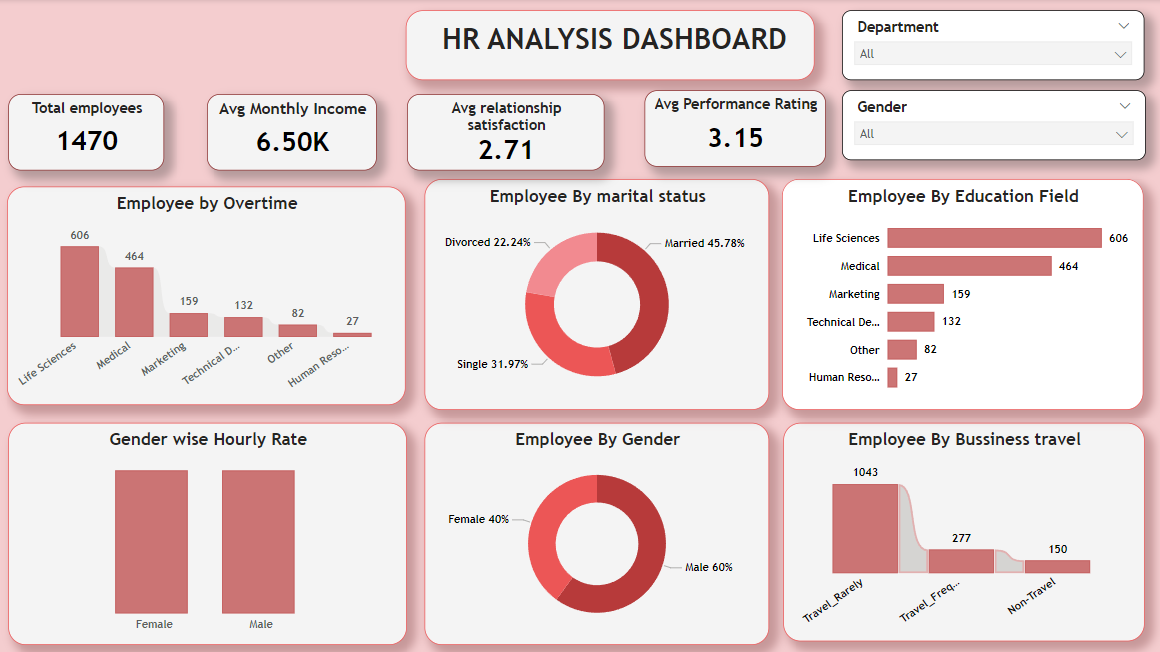 HR ANALYSIS DASHBOARD
Department
All
Gender
All
Total employees
1470
Avg Monthly Income
6.50K
Avg relationship
satisfaction
2.71
Avg Performance Rating
3.15
Employee by Overtime
606
464
159
132
82
27
Life Sciences
Medical
Marketing
Technical D...
Other
Human Reso...
Employee By marital status
Divorced 22.24%
Married 45.78%
Single 31.97%
Employee By Education Field
Life Sciences 606
Medical 464
Marketing 159
Technical De... 132
Other 82
Human Reso... 27
Gender wise Hourly Rate
Female
Male
Employee By Gender
Female 40%
Male 60%
Employee By Bussiness travel
1043
277
150
Travel_Rarely
Travel_Freq...
Non-Travel